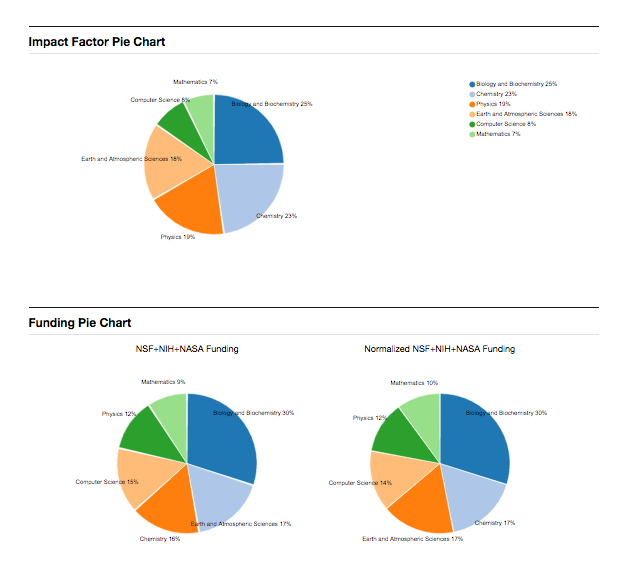 Impact Factor Pie Chart
Mathematics 7%
Computer Science 8%
Biology and Biochemistry 25%
Earth and Atmospheric Sciences 18%
Chemistry 23%
Physics 19%
Biology and Biochemistry 25%
Chemistry 23%
Physics 19%
Earth and Atmospheric Sciences 18%
Computer Science 8%
Mathematics 7%
Funding Pie Chart
NSF+NIH+NASA Funding
Mathematics 9%
Physics 12%
Biology and Biochemistry 30%
Computer Science 15%
Earth and Atmospheric Sciences 17%
Chemistry 16%
Normalized NSF+NIH+NASA Funding
Mathematics 10%
Physics 12%
Biology and Biochemistry 30%
Computer Science 14%
Chemistry 17%
Earth and Atmospheric Sciences 17%